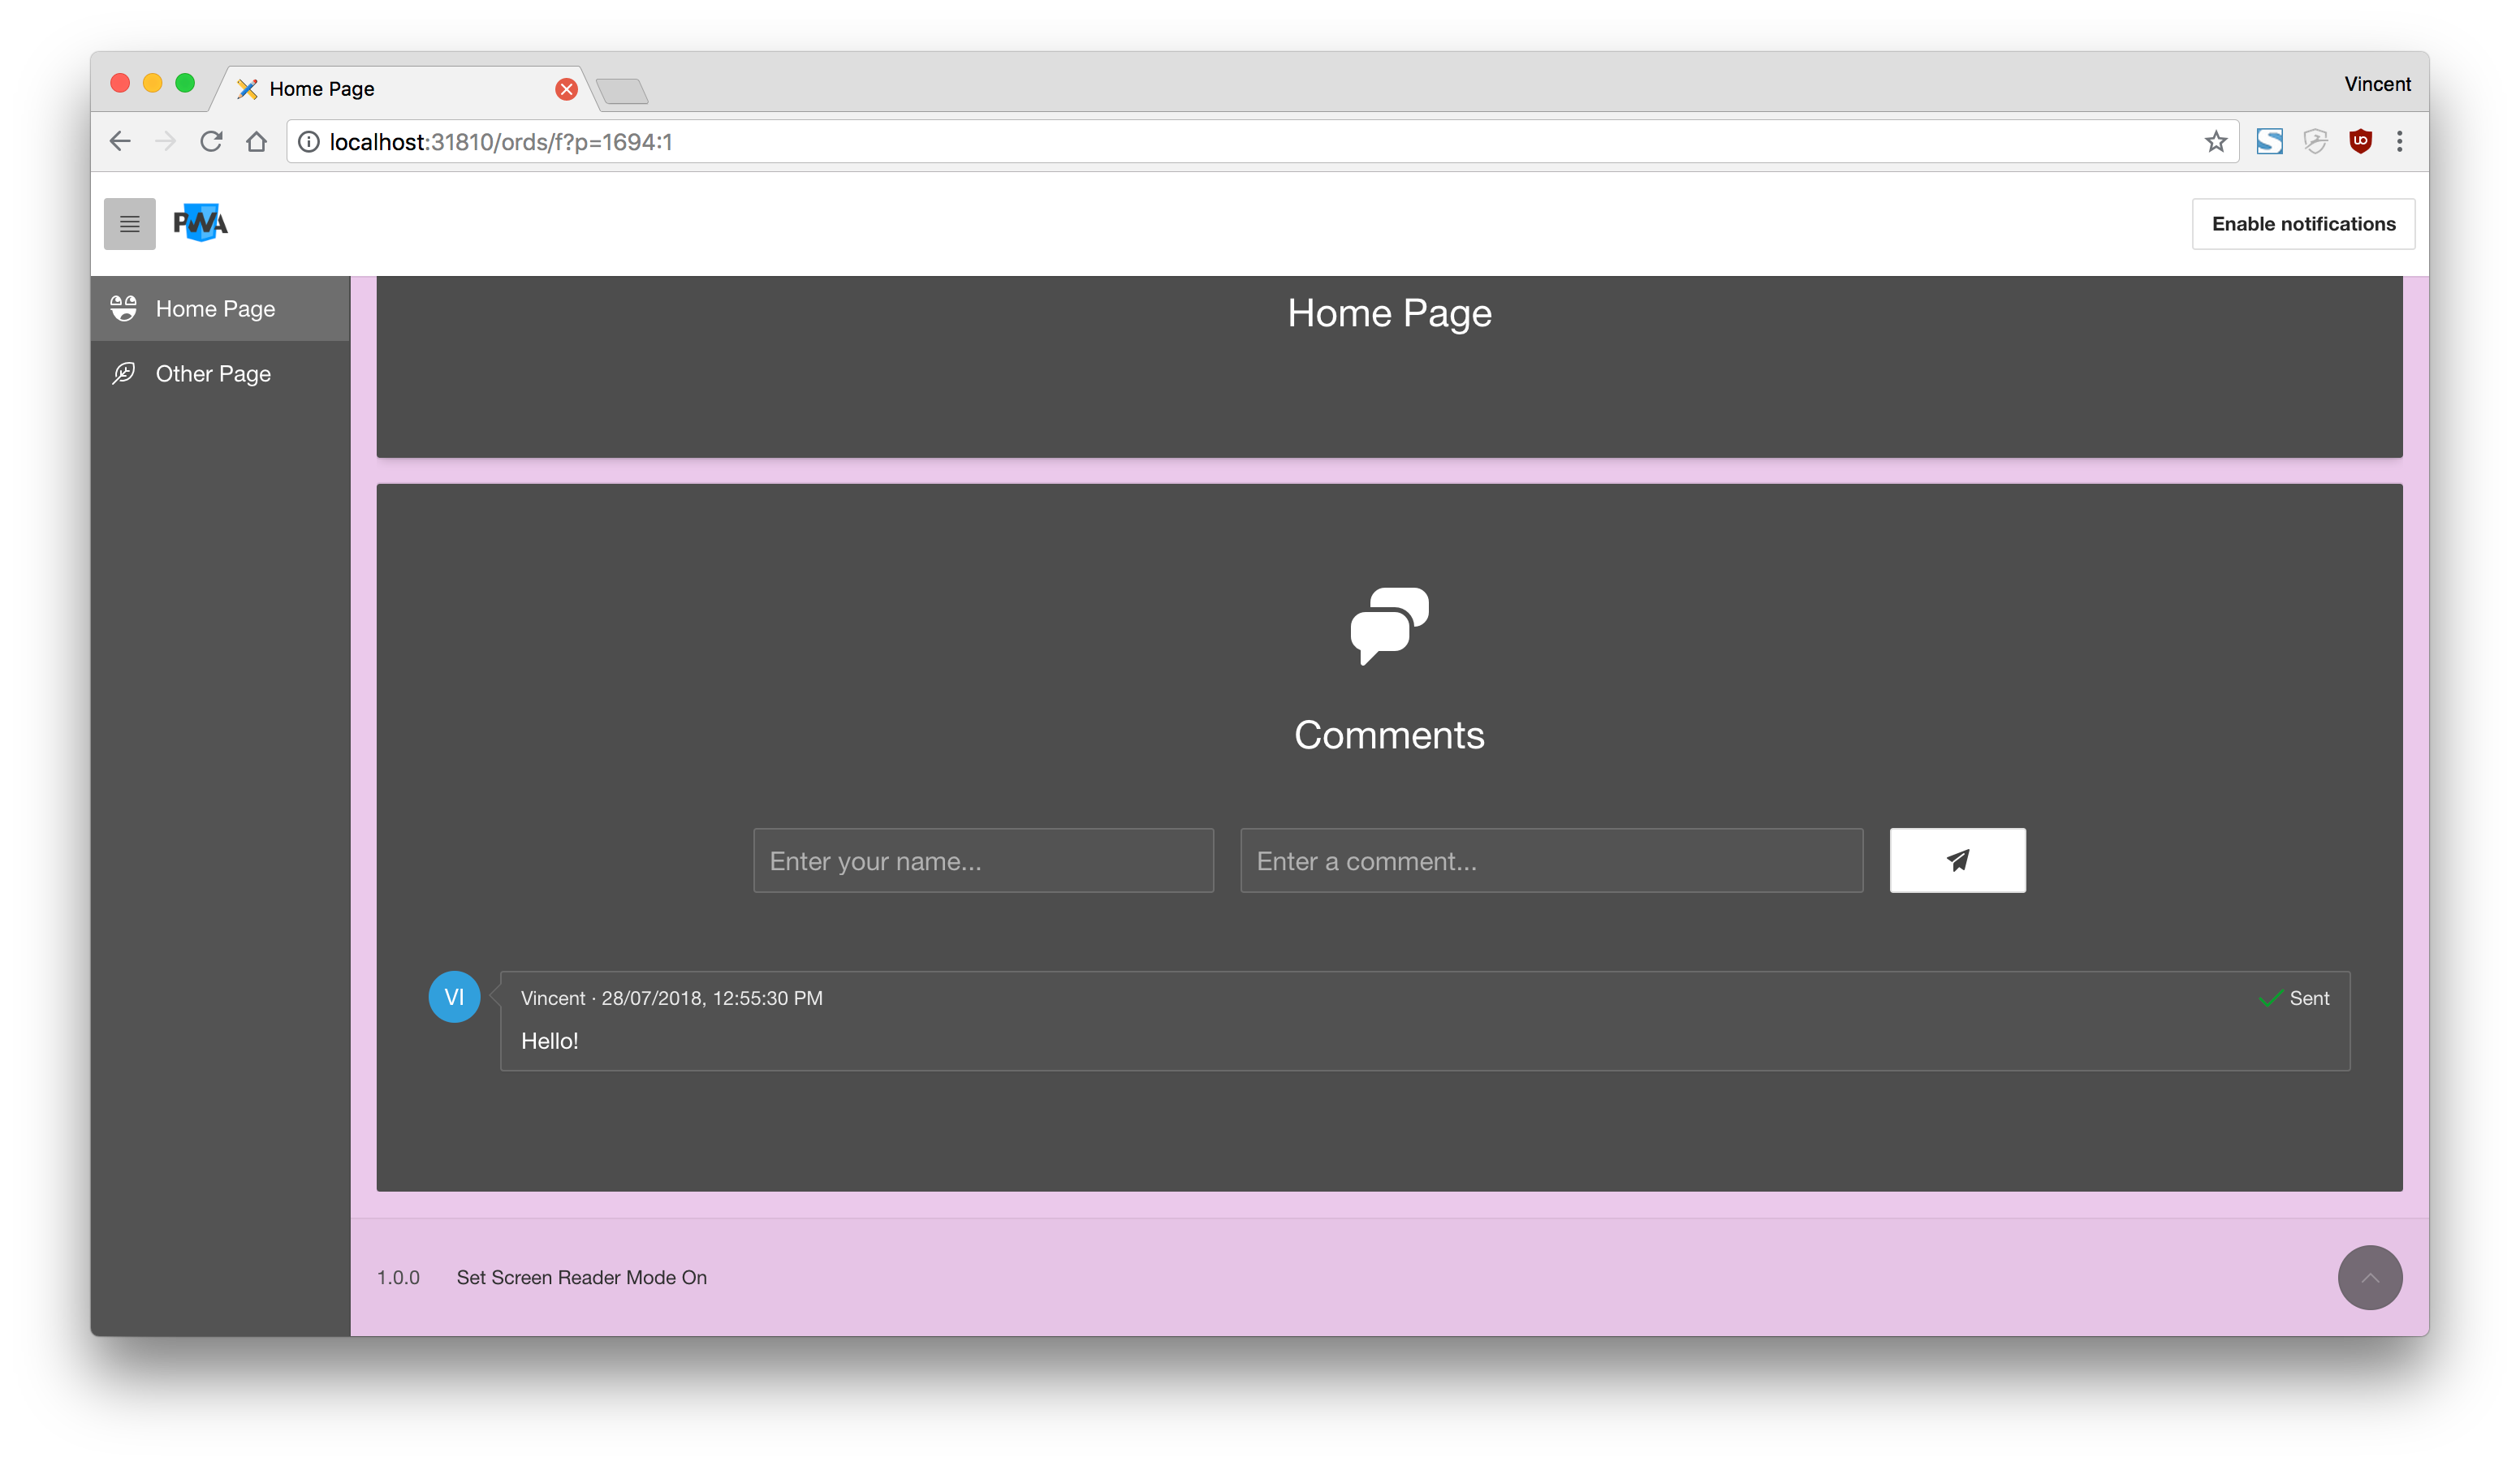 Home Page
Vincent
localhost:31810/ords/f?p=1694:1
PWA
Enable notifications
Home Page
Other Page
Home Page
Comments
Enter your name...
Enter a comment...
VI
Vincent · 28/07/2018, 12:55:30 PM
Sent
Hello!
1.0.0
Set Screen Reader Mode On